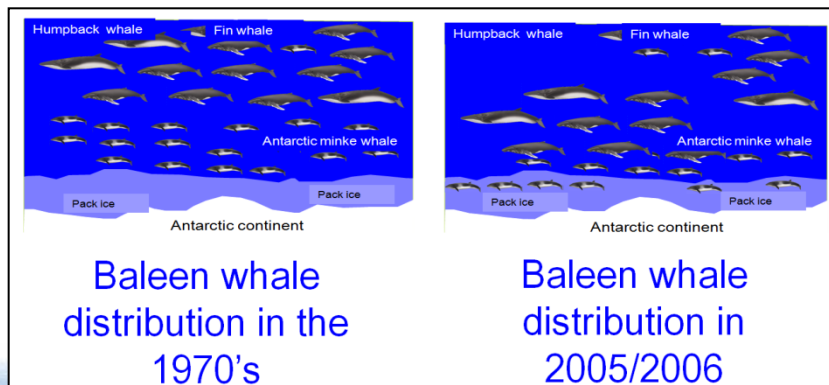 Humpback whale Fin whale
Antarctic minke whale
Pack ice Pack ice
Antarctic continent
Baleen whale
distribution in the
1970's
Humpback whale Fin whale
Antarctic minke whale
Pack ice Pack ice
Antarctic continent
Baleen whale
distribution in
2005/2006